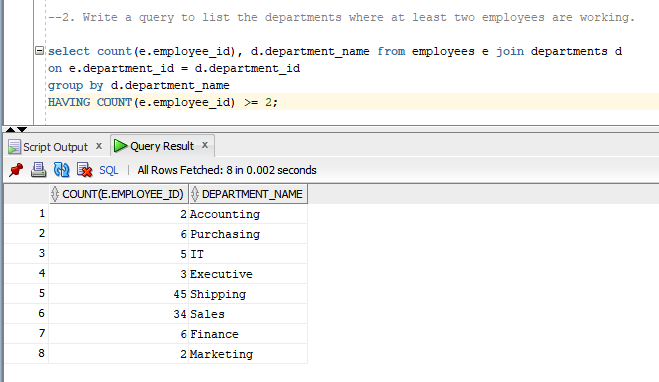 --2. Write a query to list the departments where at least two employees are working.
select count(e.employee_id), d.department_name from employees e join departments d
on e.department_id = d.department_id
group by d.department_name
HAVING COUNT(e.employee_id) >= 2;
Script Output x Query Result x
SQL | All Rows Fetched: 8 in 0.002 seconds
COUNT(E.EMPLOYEE_ID) DEPARTMENT_NAME
1 2 Accounting
2 6 Purchasing
3 5 IT
4 3 Executive
5 45 Shipping
6 34 Sales
7 6 Finance
8 2 Marketing